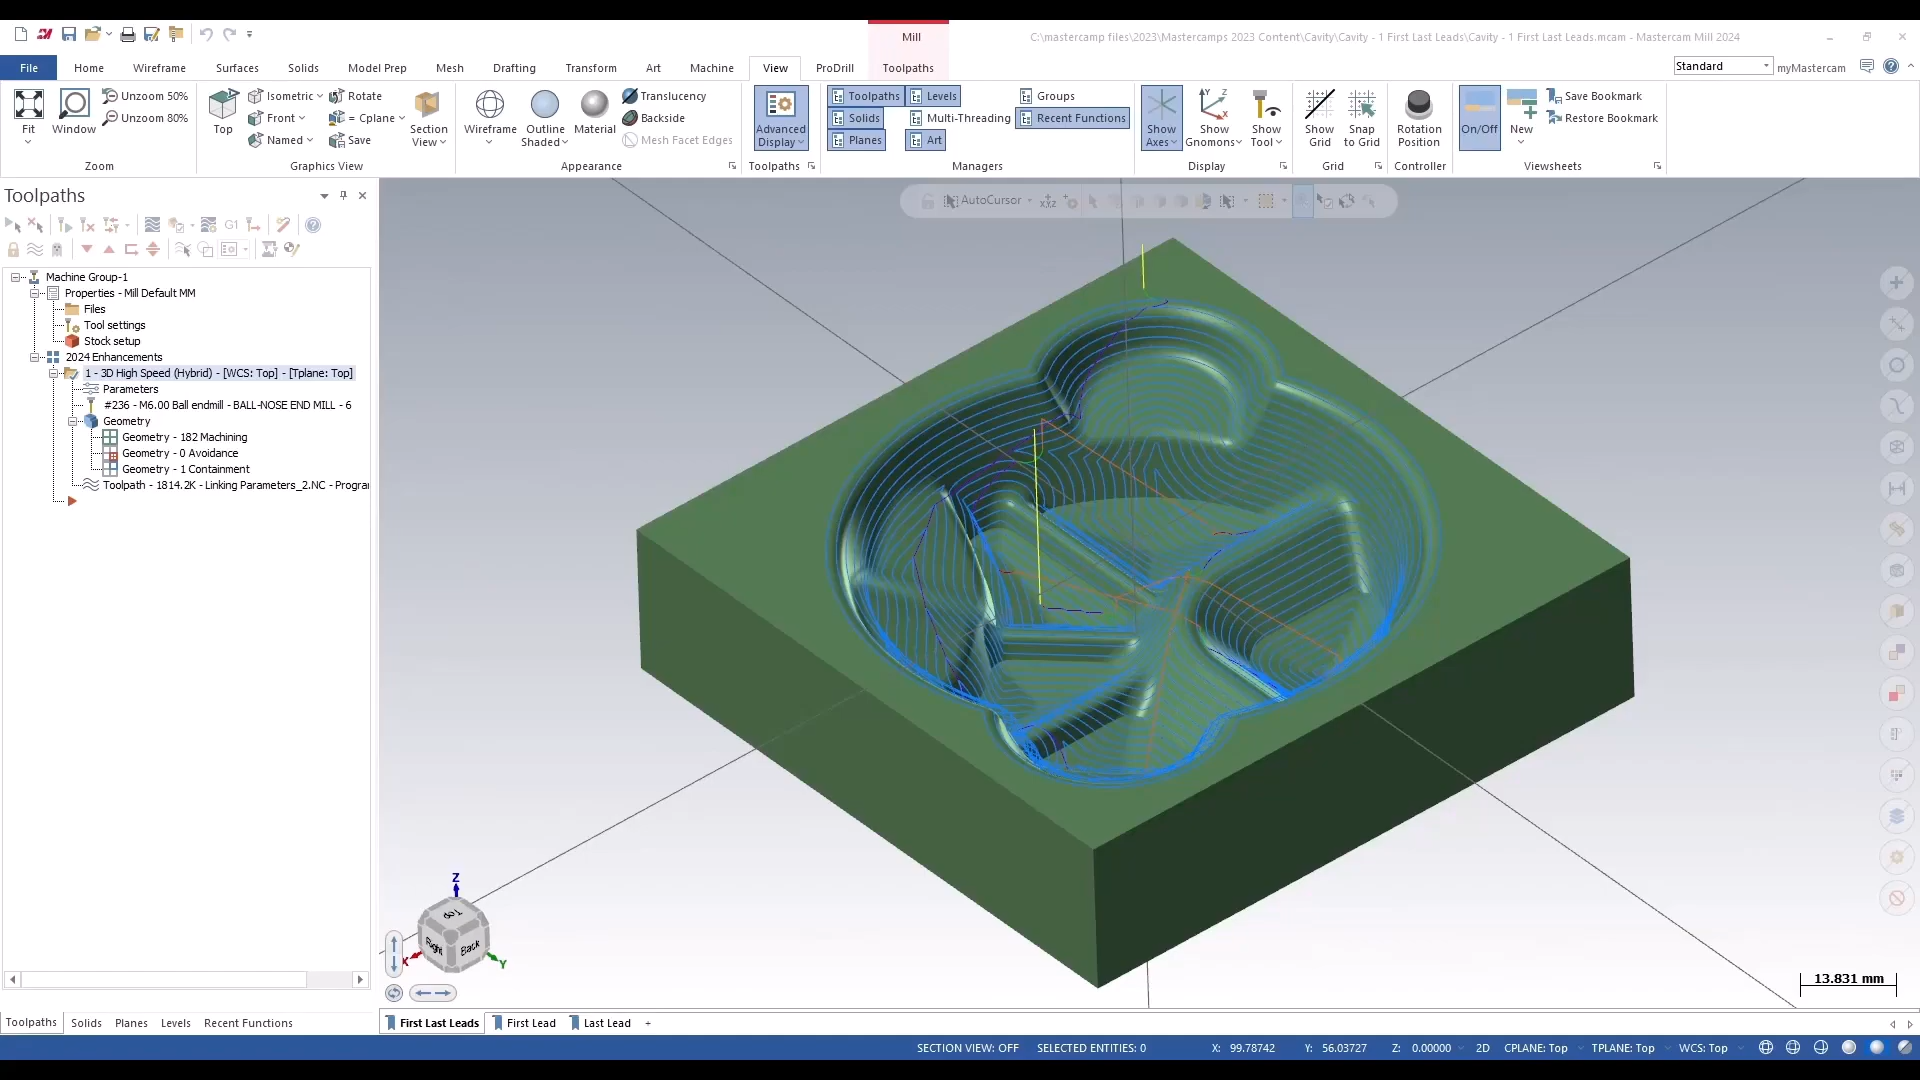 Mill
C:\mastercamp files\2023\Mastercamps 2023 Content\Cavity\Cavity - 1 First Last Leads\Cavity - 1 First Last Leads.mcam - Mastercam Mill 2024
File Home Wireframe Surfaces Solids Model Prep Mesh Drafting Transform Art Machine View ProDrill Toolpaths Standard myMastercam
Fit Window Unzoom 50% Unzoom 80%
Zoom
Top Isometric Front Named Rotate = Cplane Save Section View
Graphics View
Wireframe Outline Shaded Material Translucency Backside Mesh Facet Edges
Appearance
Advanced Display
Toolpaths
Toolpaths Levels Groups
Solids Multi-Threading Recent Functions
Planes Art
Managers
Show Axes Show Gnomons Show Tool
Display
Show Grid Snap to Grid
Grid
Rotation Position
Controller
On/Off New Save Bookmark Restore Bookmark
Viewsheets
Toolpaths
G1
Machine Group-1
Properties - Mill Default MM
Files
Tool settings
Stock setup
2024 Enhancements
1 - 3D High Speed (Hybrid) - [WCS: Top] - [Tplane: Top]
Parameters
#236 - M6.00 Ball endmill - BALL-NOSE END MILL - 6
Geometry
Geometry - 182 Machining
Geometry - 0 Avoidance
Geometry - 1 Containment
Toolpath - 1814.2K - Linking Parameters_2.NC - Progra
AutoCursor
Z
Top
Right Back
X Y
13.831 mm
Toolpaths Solids Planes Levels Recent Functions
First Last Leads First Lead Last Lead +
SECTION VIEW: OFF SELECTED ENTITIES: 0 X: 99.78742 Y: 56.03727 Z: 0.00000 2D CPLANE: Top TPLANE: Top WCS: Top